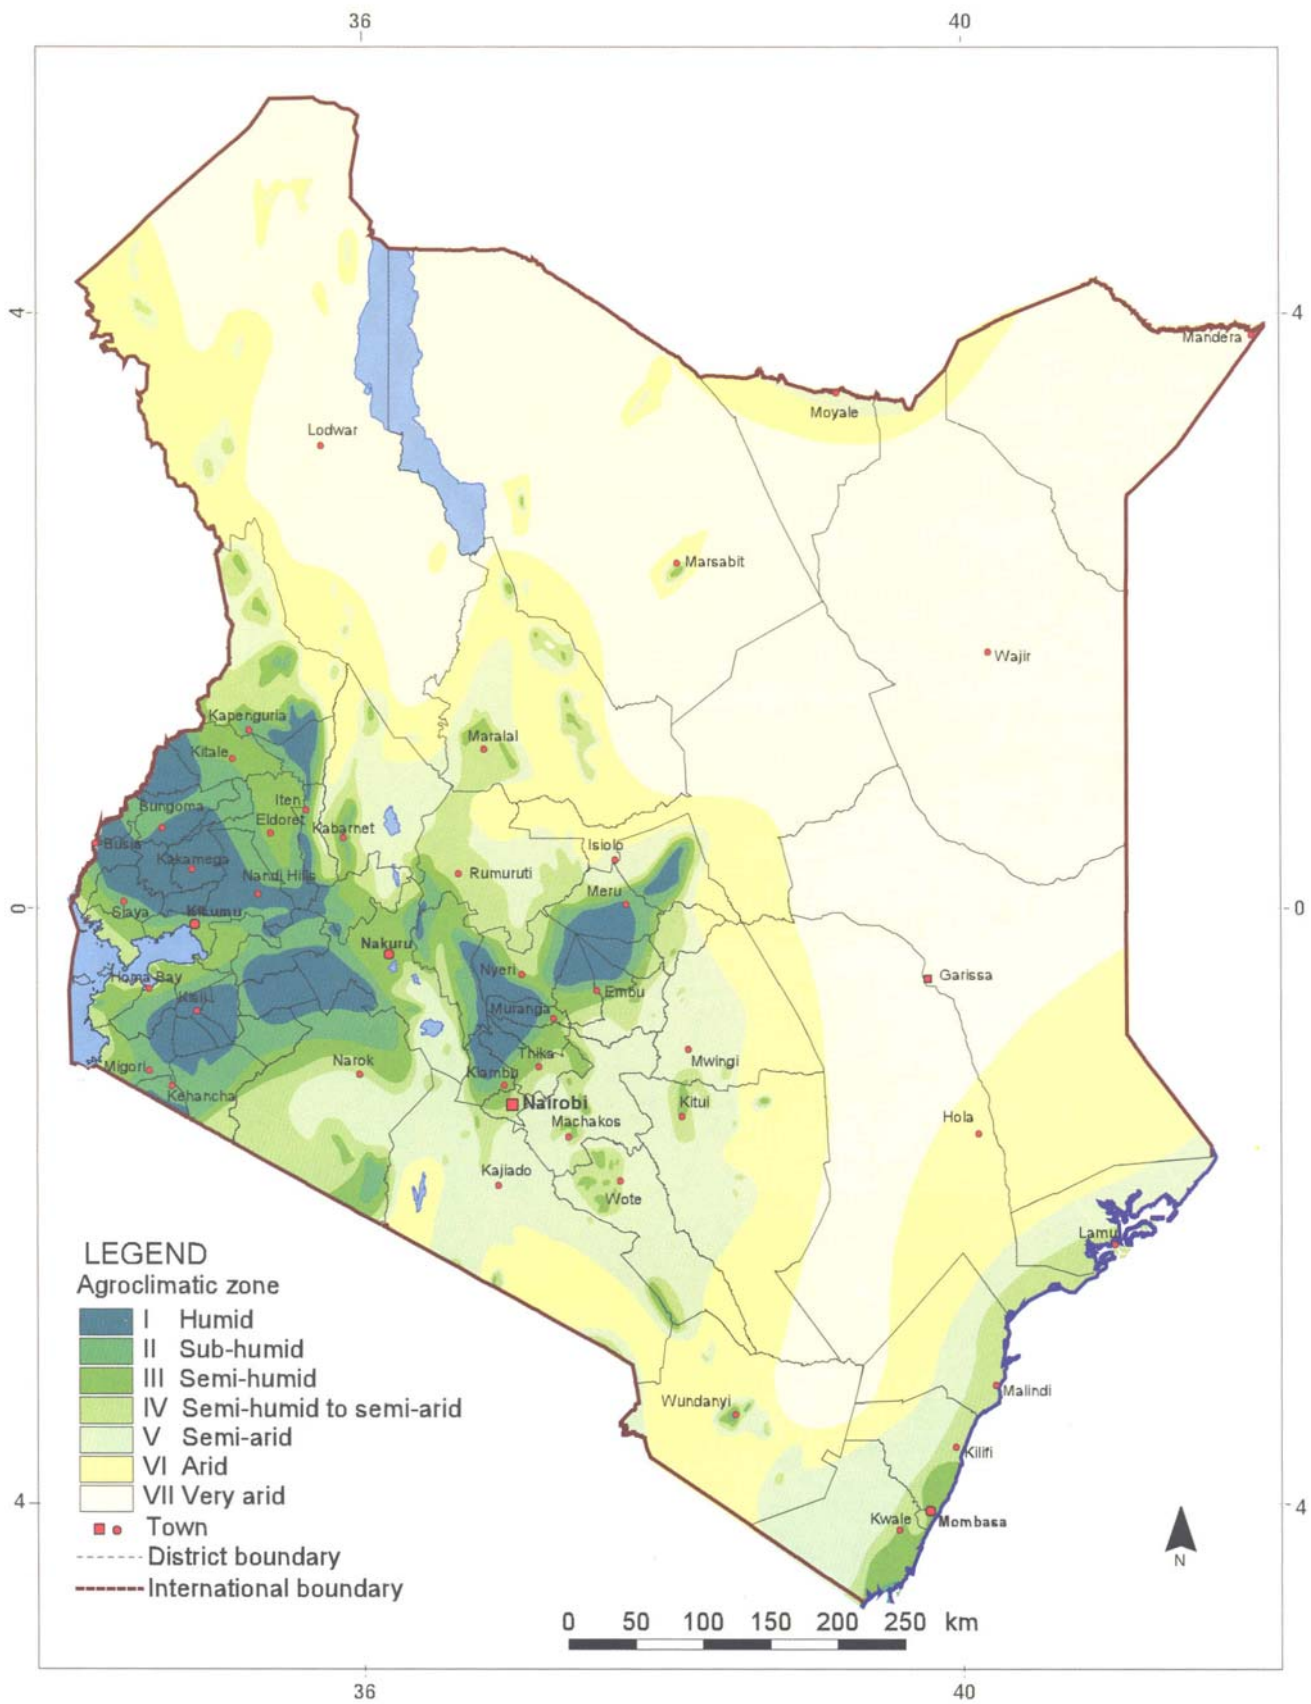 36 40
4 4
Mandera
Moyale
Lodwar
Marsabit
Wajir
Kapenguria
Maralal
Kitale
Bungoma
Iten
Eldoret
Kabarnet
Busia
Isiolo
Kakamega
Nandi Hills
Rumuruti
Meru
0 0
Siaya
Kisumu
Nakuru
Nyeri
Garissa
Homa Bay
Kisii
Embu
Muranga
Thika
Mwingi
Migori
Narok
Kiambu
Kehancha
Nairobi
Kitui
Hola
Machakos
Kajiado
Wote
Lamu
LEGEND
Agroclimatic zone
I Humid
II Sub-humid
III Semi-humid
IV Semi-humid to semi-arid
V Semi-arid
VI Arid
VII Very arid
Town
District boundary
International boundary
Malindi
Wundanyi
Kilifi
4 4
Kwale
Mombasa
N
0 50 100 150 200 250 km
36 40